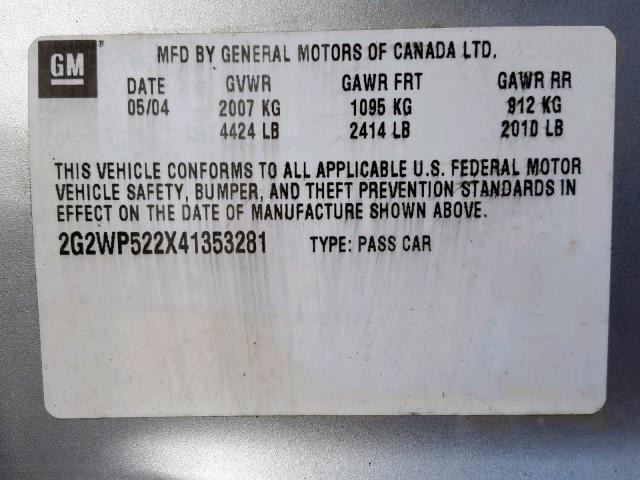 GM
MFD BY GENERAL MOTORS OF CANADA LTD.
DATE GVWR GAWR FRT GAWR RR
05/04 2007 KG 1095 KG 912 KG
4424 LB 2414 LB 2010 LB
THIS VEHICLE CONFORMS TO ALL APPLICABLE U.S. FEDERAL MOTOR
VEHICLE SAFETY, BUMPER, AND THEFT PREVENTION STANDARDS IN
EFFECT ON THE DATE OF MANUFACTURE SHOWN ABOVE.
2G2WP522X41353281 TYPE: PASS CAR